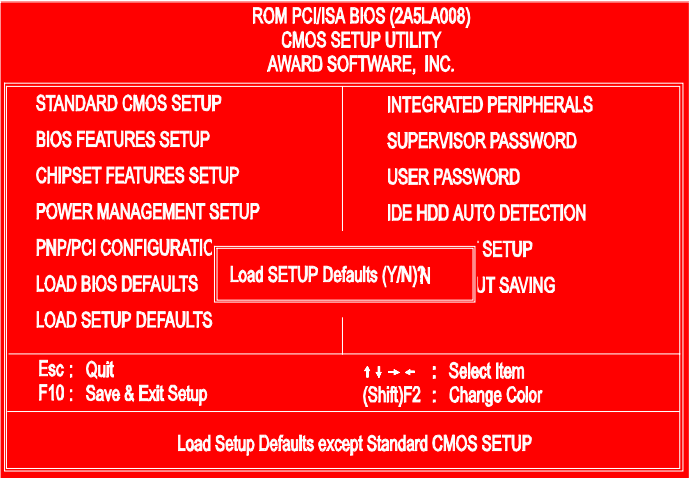 ROM PCI/ISA BIOS (2A5LA008)
CMOS SETUP UTILITY
AWARD SOFTWARE, INC.
STANDARD CMOS SETUP
BIOS FEATURES SETUP
CHIPSET FEATURES SETUP
POWER MANAGEMENT SETUP
PNP/PCI CONFIGURATIO
LOAD BIOS DEFAULTS
LOAD SETUP DEFAULTS
INTEGRATED PERIPHERALS
SUPERVISOR PASSWORD
USER PASSWORD
IDE HDD AUTO DETECTION
T SETUP
UT SAVING
Load SETUP Defaults (Y/N)?N
Esc : Quit
F10 : Save & Exit Setup
↑ ↓ → ← : Select Item
(Shift)F2 : Change Color
Load Setup Defaults except Standard CMOS SETUP